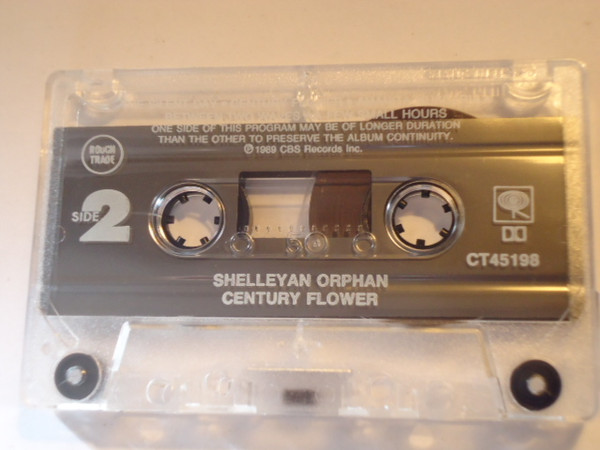 ALL HOURS
ONE SIDE OF THIS PROGRAM MAY BE OF LONGER DURATION
THAN THE OTHER TO PRESERVE THE ALBUM CONTINUITY.
℗1989 CBS Records Inc.
ROUGH
TRADE
SIDE 2
CT45198
SHELLEYAN ORPHAN
CENTURY FLOWER